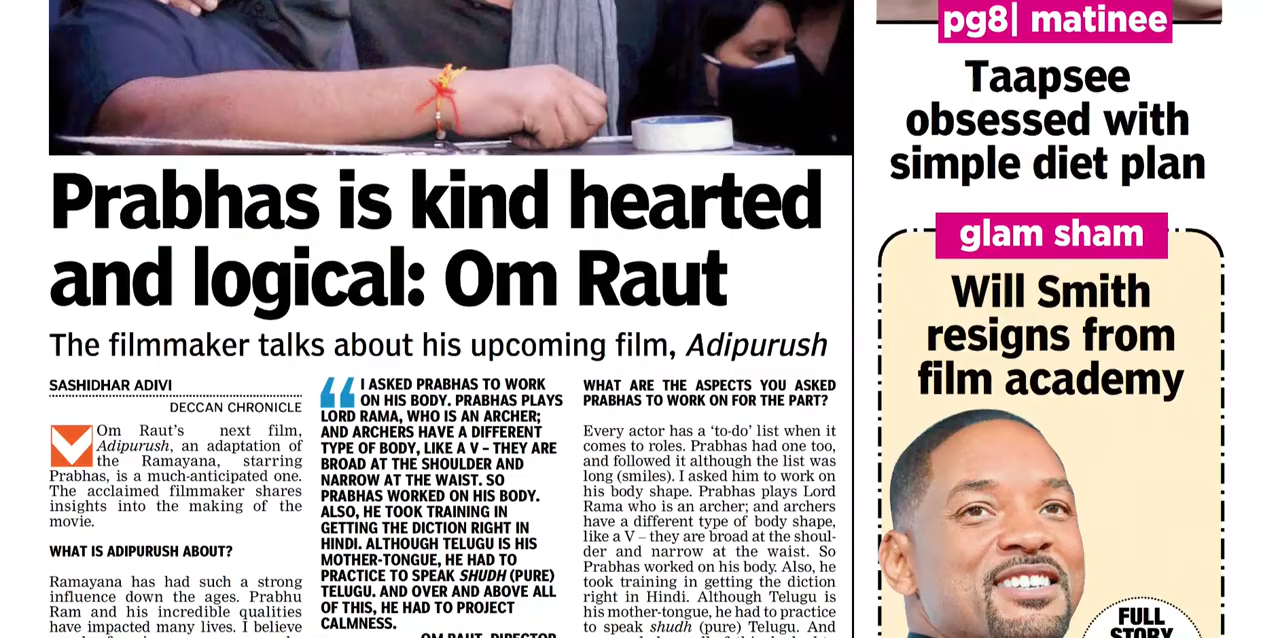 Prabhas is kind hearted
and logical: Om Raut
The filmmaker talks about his upcoming film, Adipurush
SASHIDHAR ADIVI
DECCAN CHRONICLE
Om Raut's next film,
Adipurush, an adaption of
the Ramayana, starring
Prabhas, is a much-anticipated one.
The acclaimed filmmaker shares
insights into the making of the
movie.
WHAT IS ADIPURUSH ABOUT?
Ramayana has had such a strong
influence down the ages. Prabhu
Ram and his incredible qualities
have impacted many lives. I believe
I ASKED PRABHAS TO WORK
ON HIS BODY. PRABHAS PLAYS
LORD RAMA, WHO IS AN ARCHER;
AND ARCHERS HAVE A DIFFERENT
TYPE OF BODY, LIKE A V – THEY ARE
BROAD AT THE SHOULDER AND
NARROW AT THE WAIST. SO
PRABHAS WORKED ON HIS BODY.
ALSO, HE TOOK TRAINING IN
GETTING THE DICTION RIGHT IN
HINDI. ALTHOUGH TELUGU IS HIS
MOTHER-TONGUE, HE HAD TO
PRACTICE TO SPEAK SHUDH (PURE)
TELUGU. AND OVER AND ABOVE ALL
OF THIS, HE HAD TO PROJECT
CALMNESS.
OM RAUT, DIRECTOR
WHAT ARE THE ASPECTS YOU ASKED
PRABHAS TO WORK ON FOR THE PART?
Every actor has a 'to-do' list when it
comes to roles. Prabhas had one too,
and followed it although the list was
long (smiles). I asked him to work on
his body shape. Prabhas plays Lord
Rama who is an archer; and archers
have a different type of body shape,
like a V – they are broad at the shoul-
der and narrow at the waist. So
Prabhas worked on his body. Also, he
took training in getting the diction
right in Hindi. Although Telugu is
his mother-tongue, he had to practice
to speak shudh (pure) Telugu. And
pg8| matinee
Taapsee
obsessed with
simple diet plan
glam sham
Will Smith
resigns from
film academy
FULL
STORY